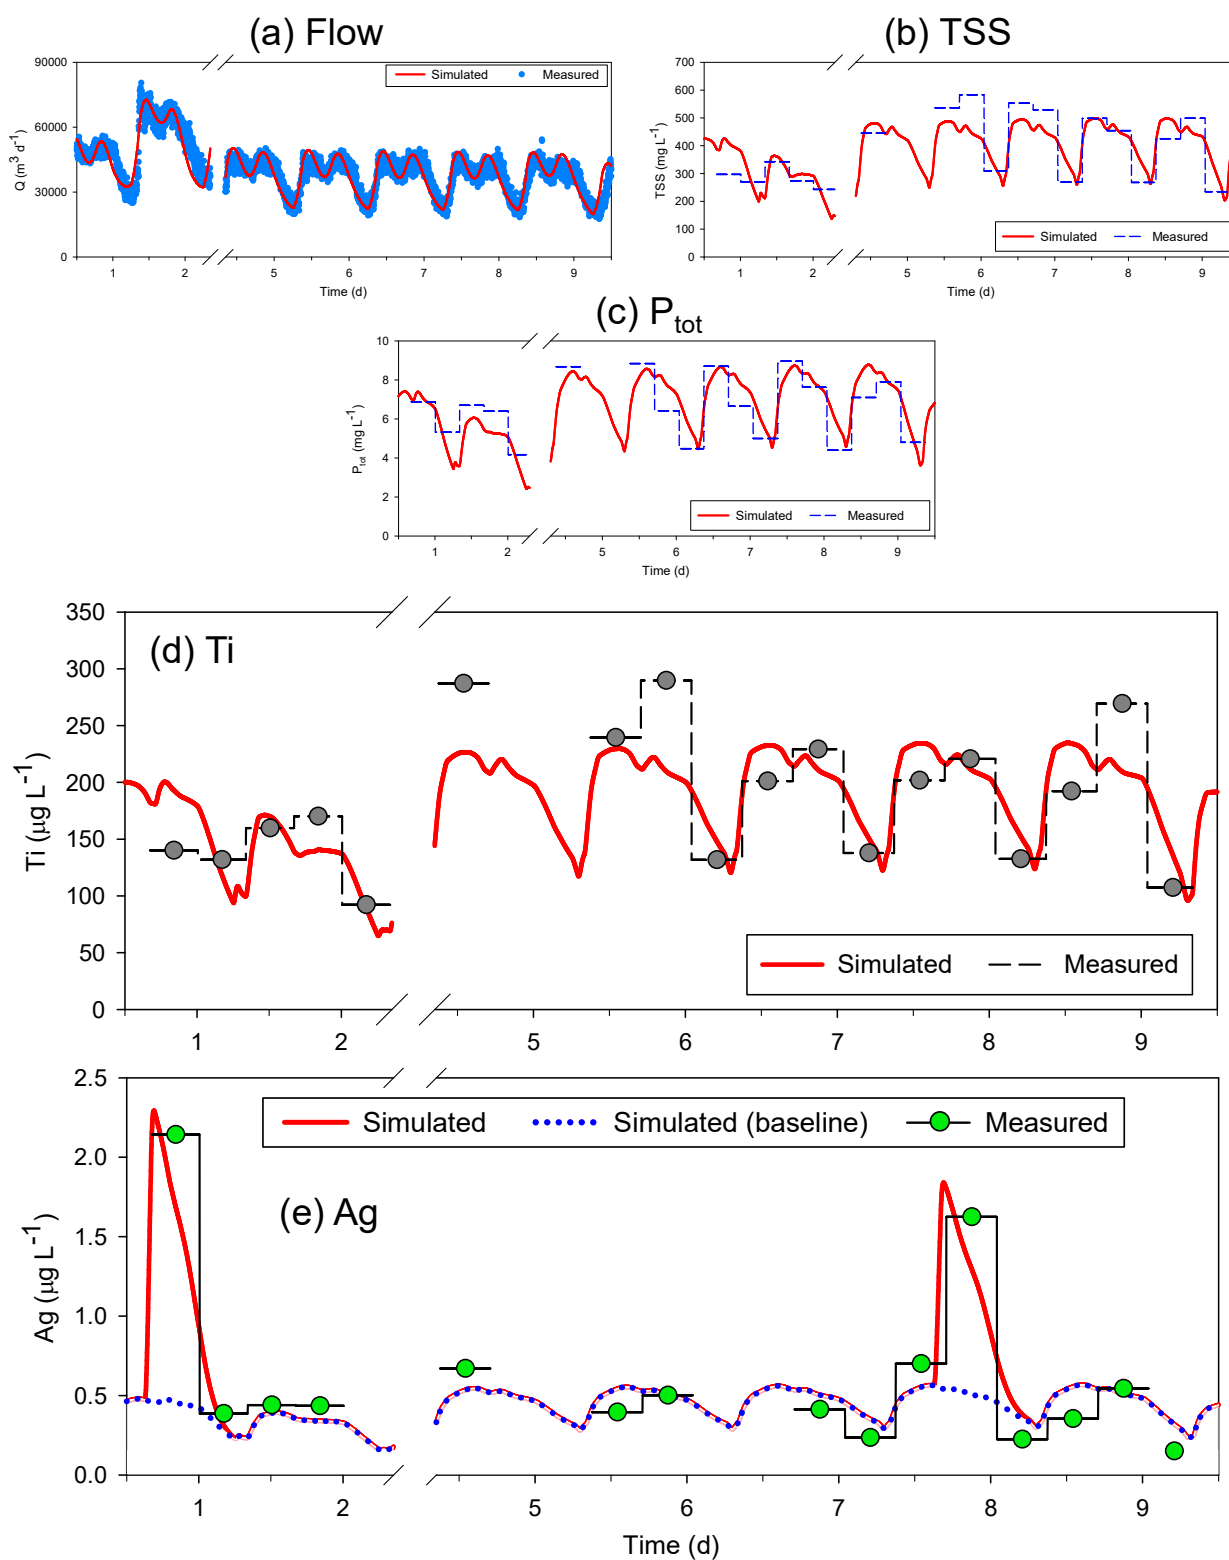 (a) Flow
90000
60000
30000
0
Q (m³ d⁻¹)
Simulated
Measured
1
2
5
6
7
8
9
Time (d)
(b) TSS
700
600
500
400
300
200
100
0
TSS (mg L⁻¹)
Simulated
Measured
1
2
5
6
7
8
9
Time (d)
(c) Ptot
10
8
6
4
2
0
Ptot (mg L⁻¹)
Simulated
Measured
1
2
5
6
7
8
9
Time (d)
(d) Ti
350
300
250
200
150
100
50
0
Ti (µg L⁻¹)
Simulated
Measured
1
2
5
6
7
8
9
2.5
2.0
1.5
1.0
0.5
0.0
Ag (µg L⁻¹)
Simulated
Simulated (baseline)
Measured
(e) Ag
1
2
5
6
7
8
9
Time (d)